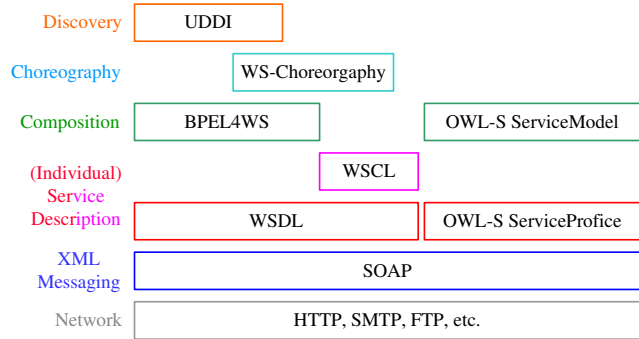 Discovery UDDI
Choreography WS-Choreorgaphy
Composition BPEL4WS OWL-S ServiceModel
(Individual) WSCL
Service
Description WSDL OWL-S ServiceProfice
XML
Messaging SOAP
Network HTTP, SMTP, FTP, etc.